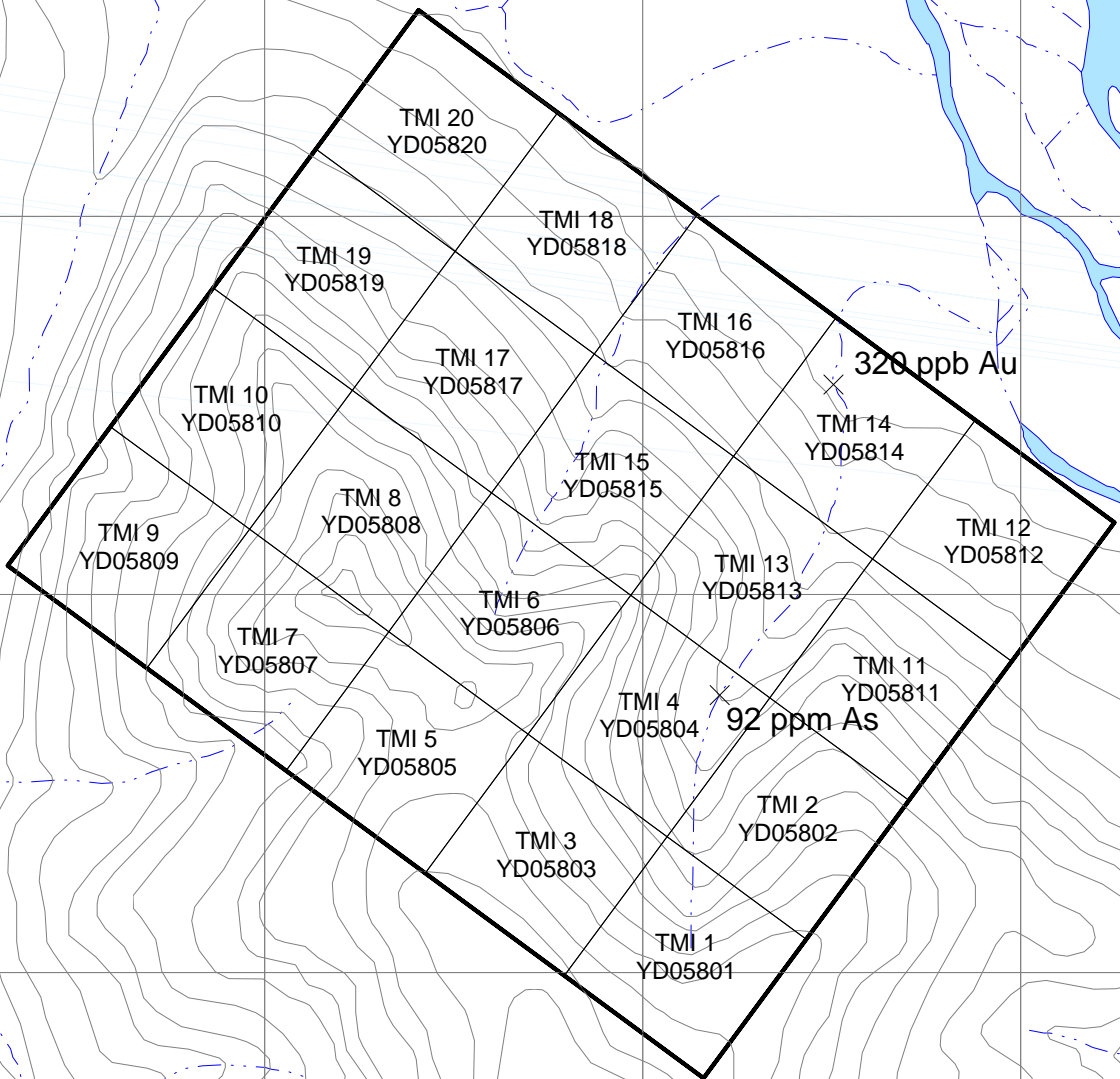 TMI 20
YD05820
TMI 18
YD05818
TMI 19
YD05819
TMI 16
YD05816
TMI 17
YD05817
320 ppb Au
TMI 10
YD05810
TMI 14
YD05814
TMI 15
YD05815
TMI 8
YD05808
TMI 12
YD05812
TMI 9
YD05809
TMI 13
YD05813
TMI 6
YD05806
TMI 7
YD05807
TMI 11
YD05811
TMI 4
YD05804
92 ppm As
TMI 5
YD05805
TMI 2
YD05802
TMI 3
YD05803
TMI 1
YD05801